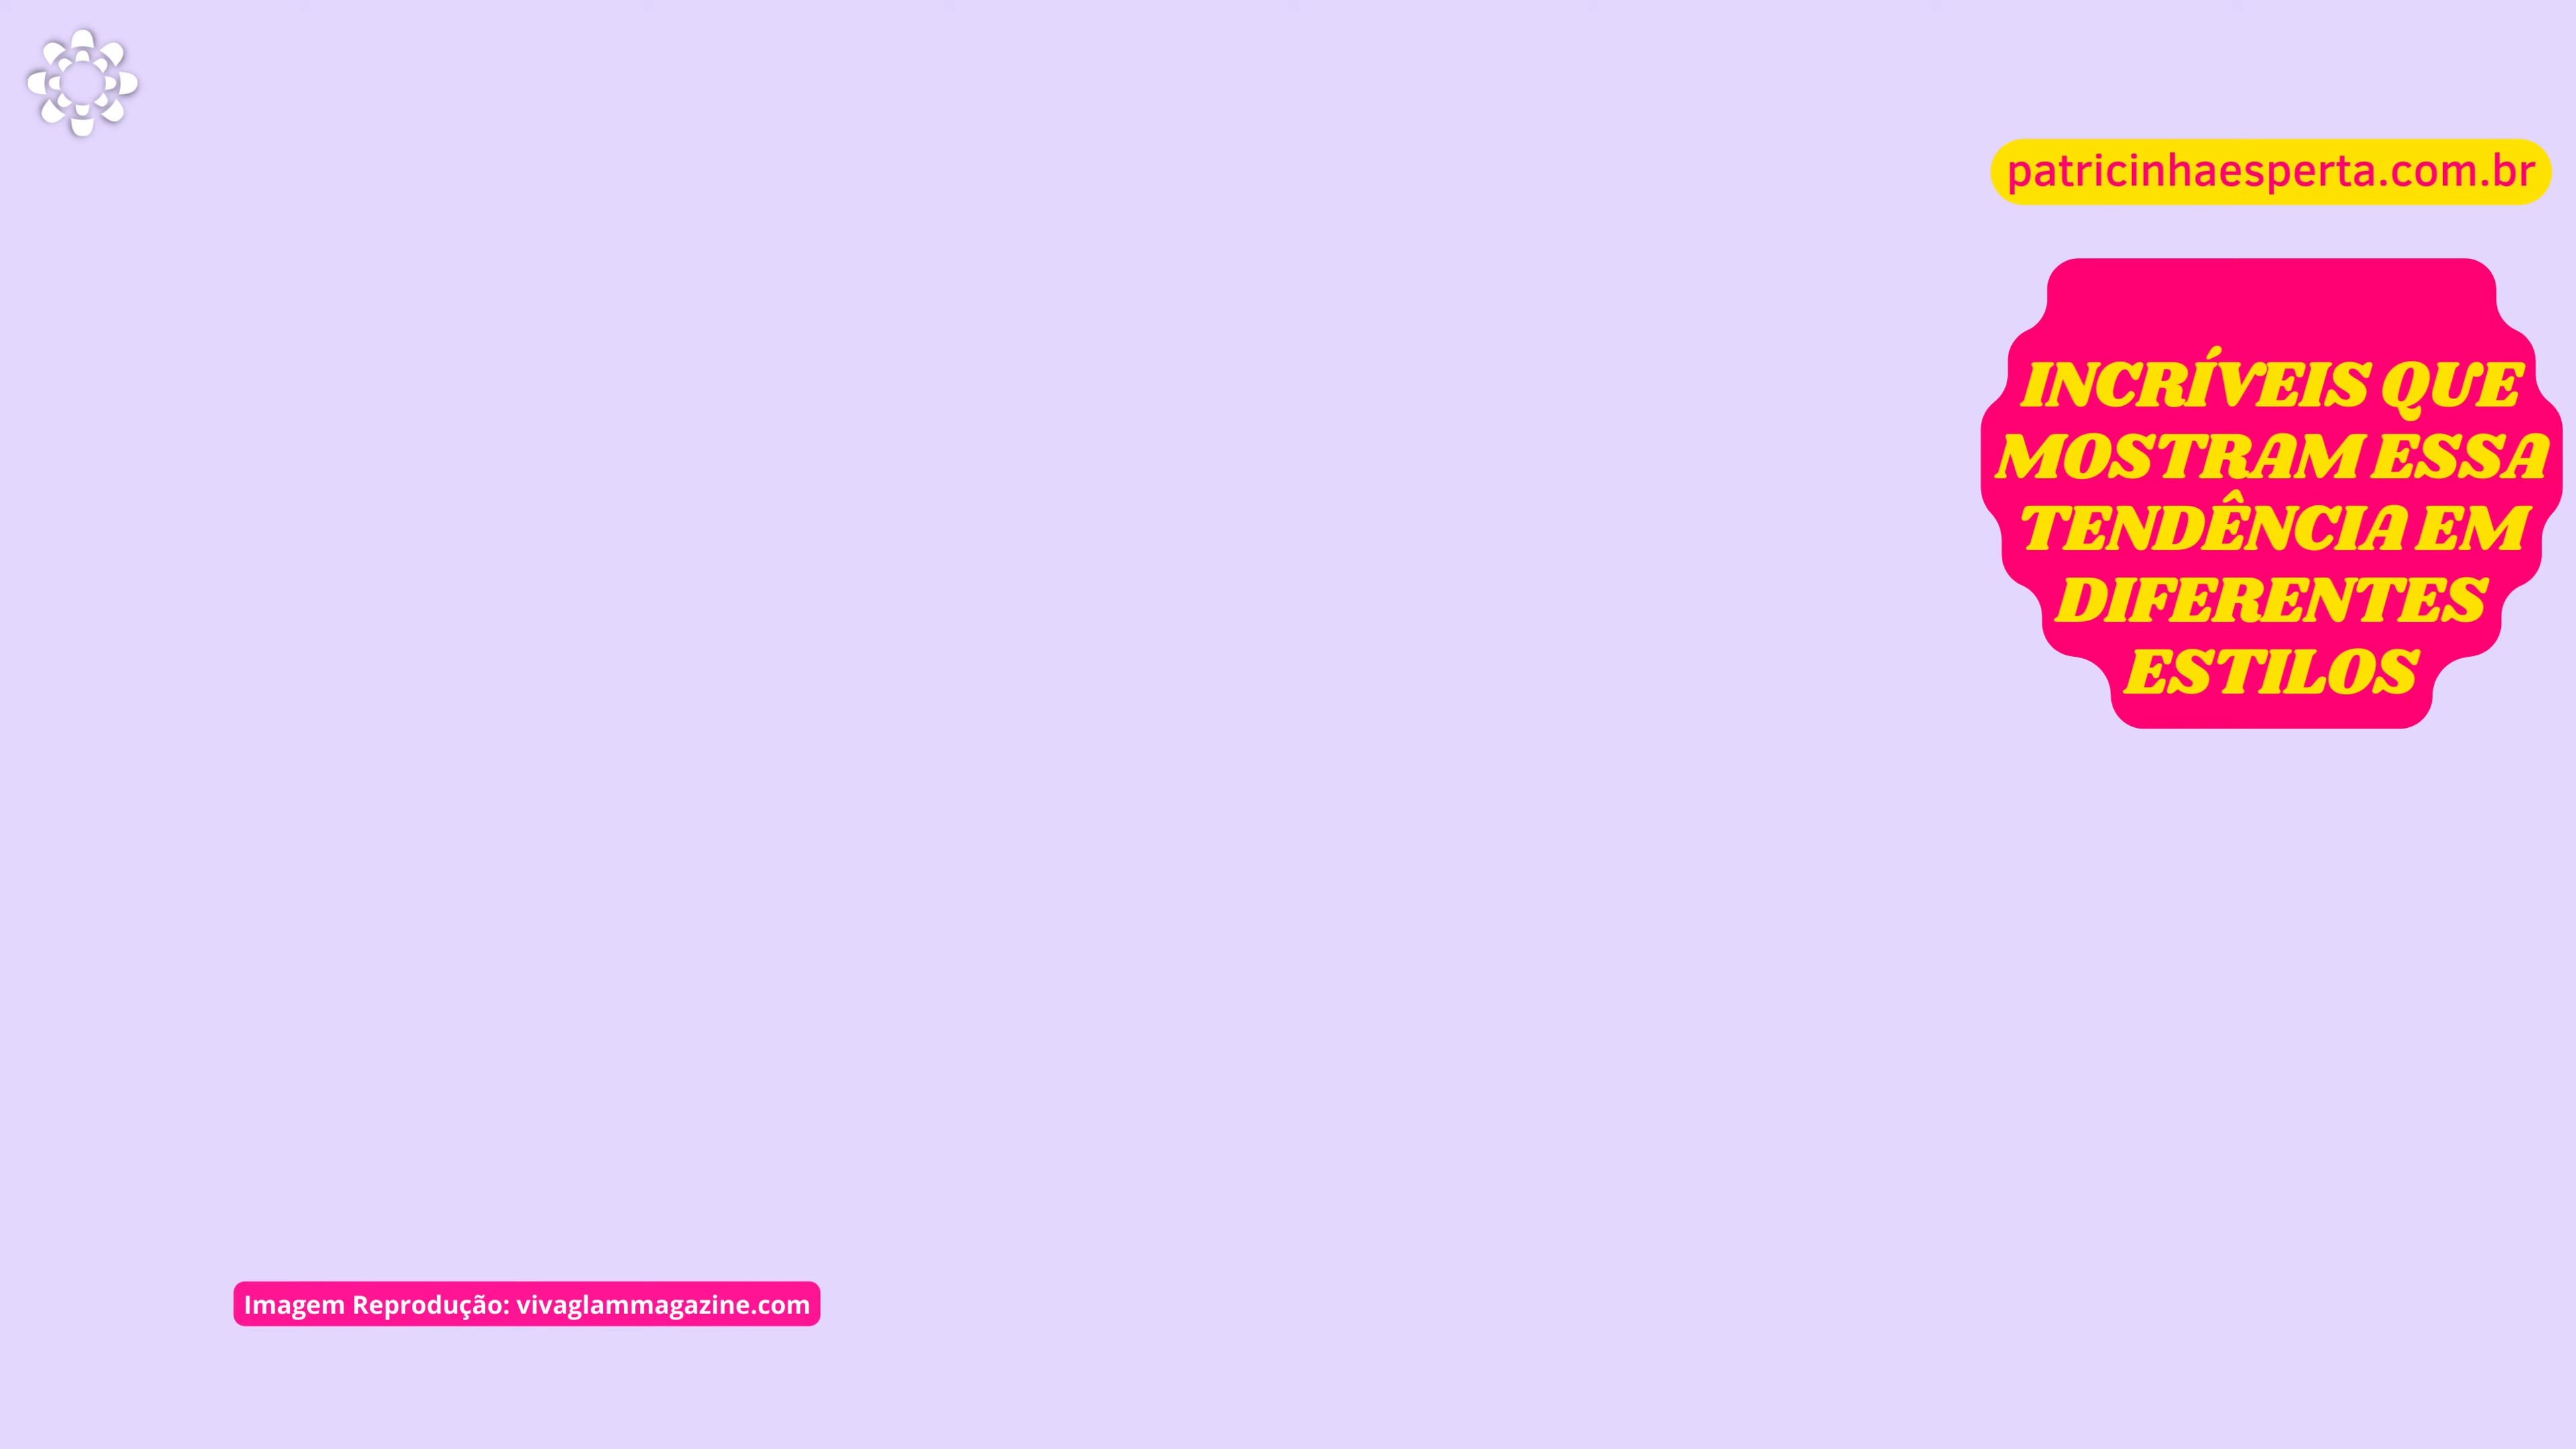 patricinhaesperta.com.br
INCRÍVEIS QUE
MOSTRAM ESSA
TENDÊNCIA EM
DIFERENTES
ESTILOS
Imagem Reprodução: vivaglammagazine.com